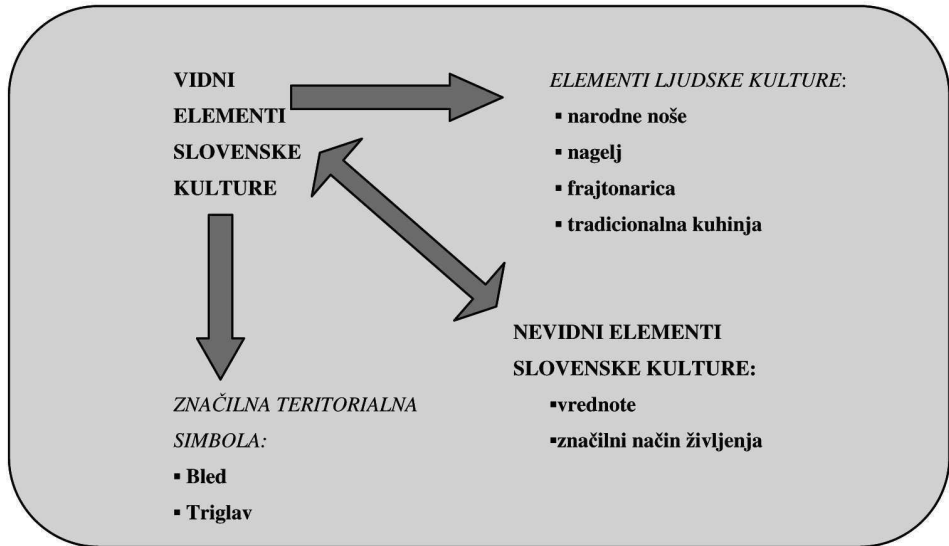 VIDNI
ELEMENTI
SLOVENSKE
KULTURE
ELEMENTI LJUDSKE KULTURE:
▪ narodne noše
▪ nagelj
▪ frajtonarica
▪ tradicionalna kuhinja
NEVIDNI ELEMENTI
SLOVENSKE KULTURE:
▪vrednote
▪značilni način življenja
ZNAČILNA TERITORIALNA
SIMBOLA:
▪ Bled
▪ Triglav